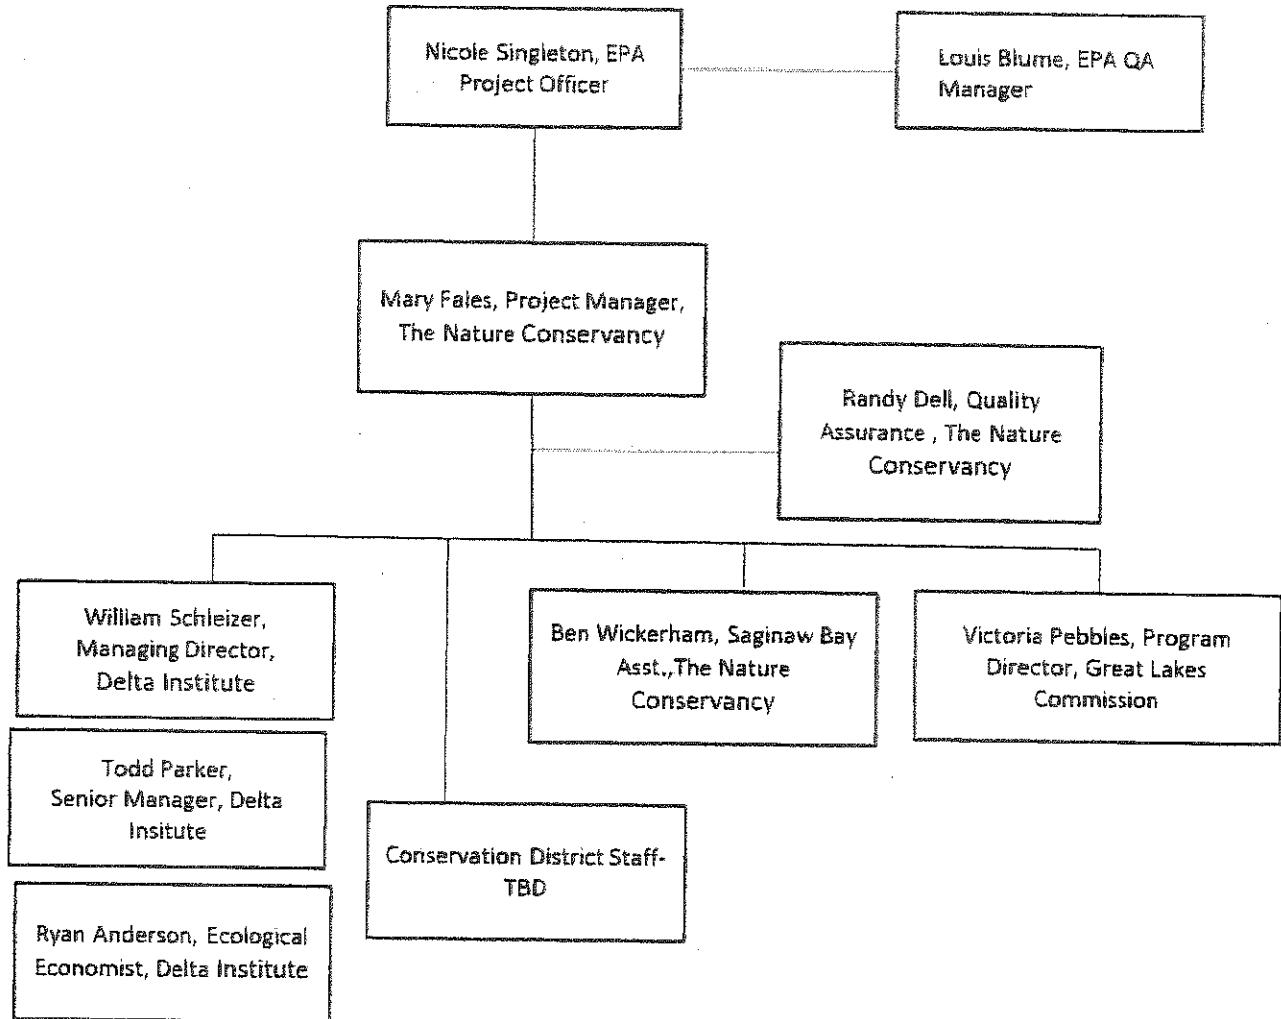 Nicole Singleton, EPA
Project Officer
Louis Blume, EPA QA
Manager
Mary Fales, Project Manager,
The Nature Conservancy
Randy Dell, Quality
Assurance , The Nature
Conservancy
William Schleizer,
Managing Director,
Delta Institute
Todd Parker,
Senior Manager, Delta
Insitute
Ryan Anderson, Ecological
Economist, Delta Institute
Conservation District Staff-
TBD
Ben Wickerham, Saginaw Bay
Asst.,The Nature
Conservancy
Victoria Pebbles, Program
Director, Great Lakes
Commission